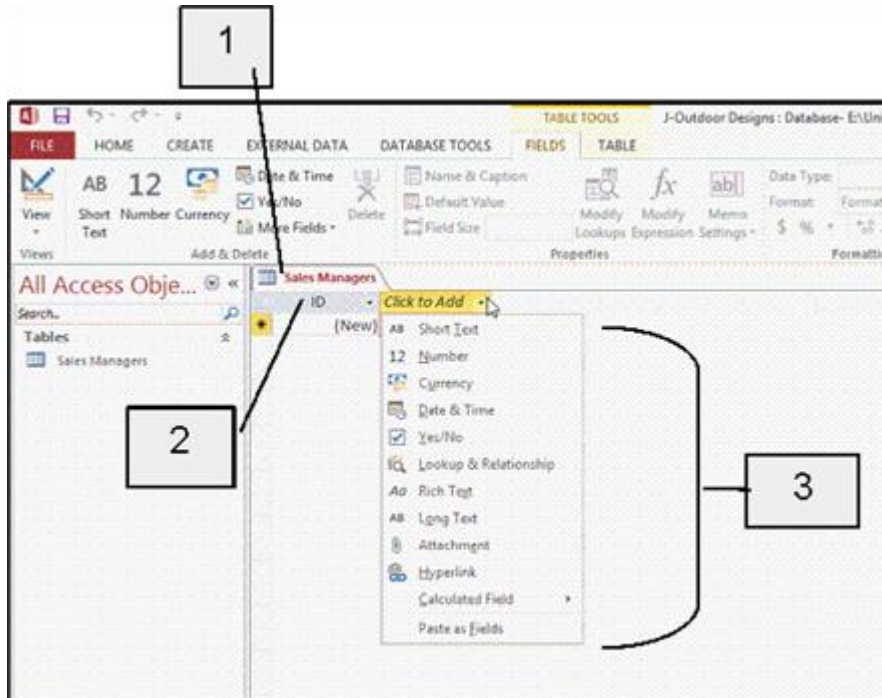 1
TABLE TOOLS J-Outdoor Designs : Database- E:\Uni
FILE HOME CREATE EXTERNAL DATA DATABASE TOOLS FIELDS TABLE
View
Views
AB Short Text
12 Number
Currency
Date & Time
Yes/No
More Fields
Delete
Add & Delete
Name & Caption
Default Value
Field Size
Modify Lookups
fx Modify Expression
ab Memo Settings
Properties
Data Type:
Format: Format
$ %
Formatti
All Access Obje...
Search..
Tables
Sales Managers
Sales Managers
ID Click to Add
(New)
AB Short Text
12 Number
Currency
Date & Time
Yes/No
Lookup & Relationship
Aa Rich Text
AB Long Text
Attachment
Hyperlink
Calculated Field
Paste as Fields
2
3